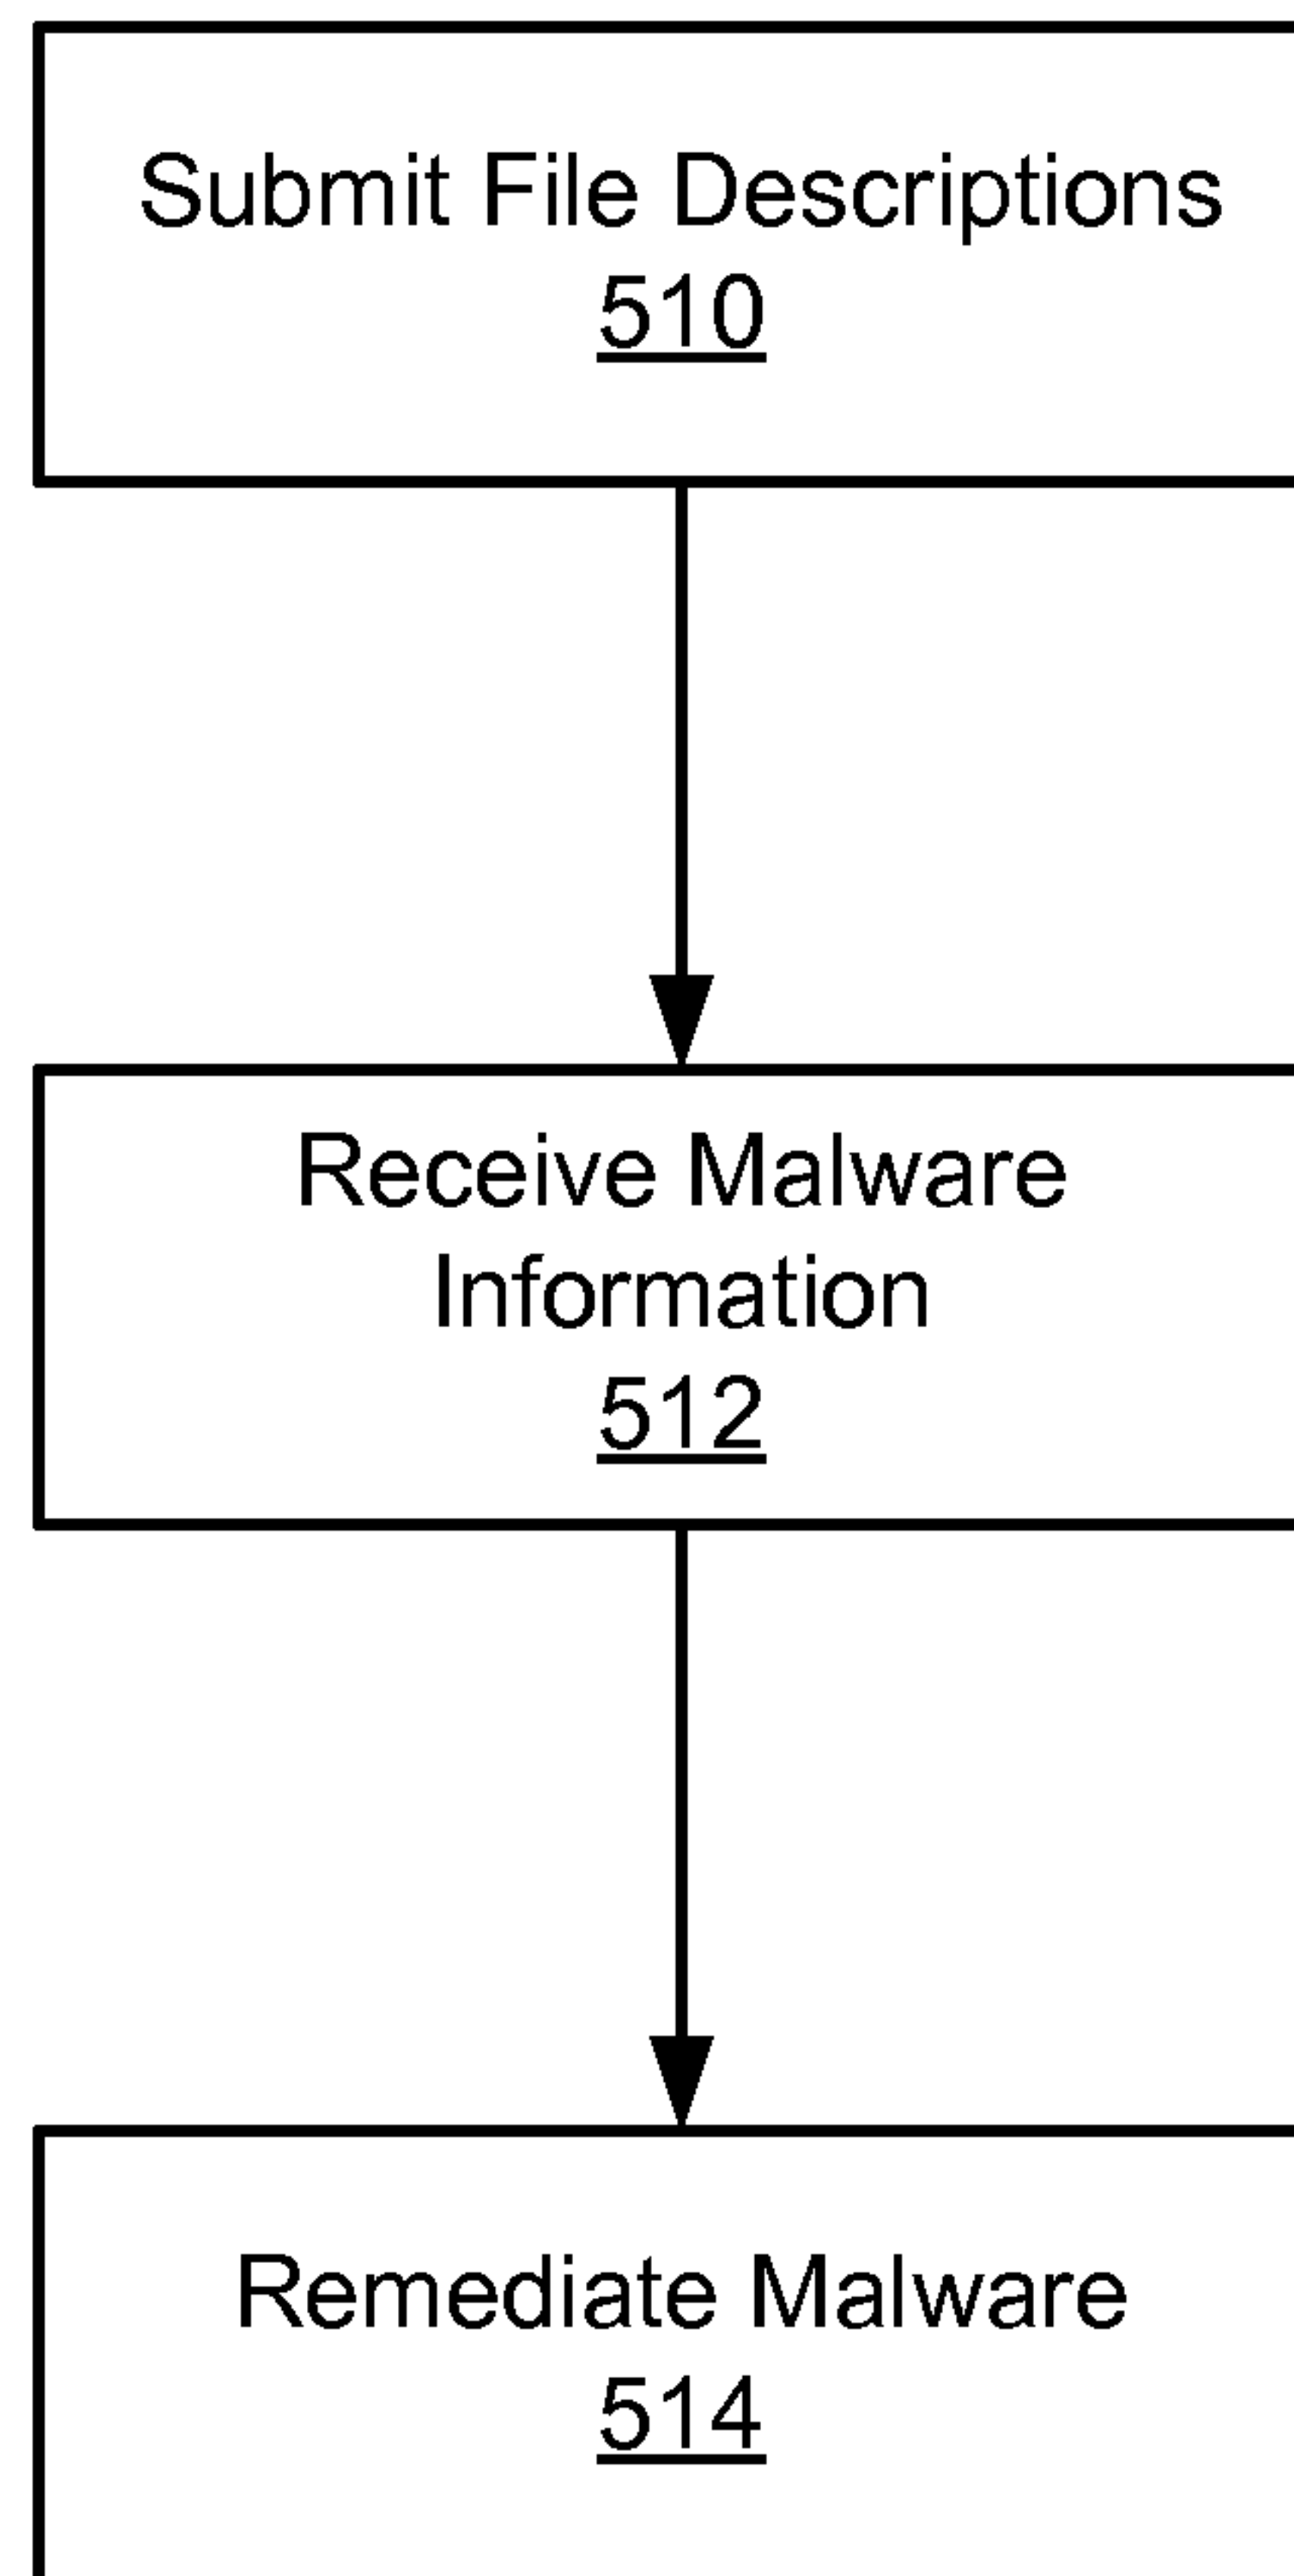 Submit File Descriptions
510
Receive Malware
Information
512
Remediate Malware
514